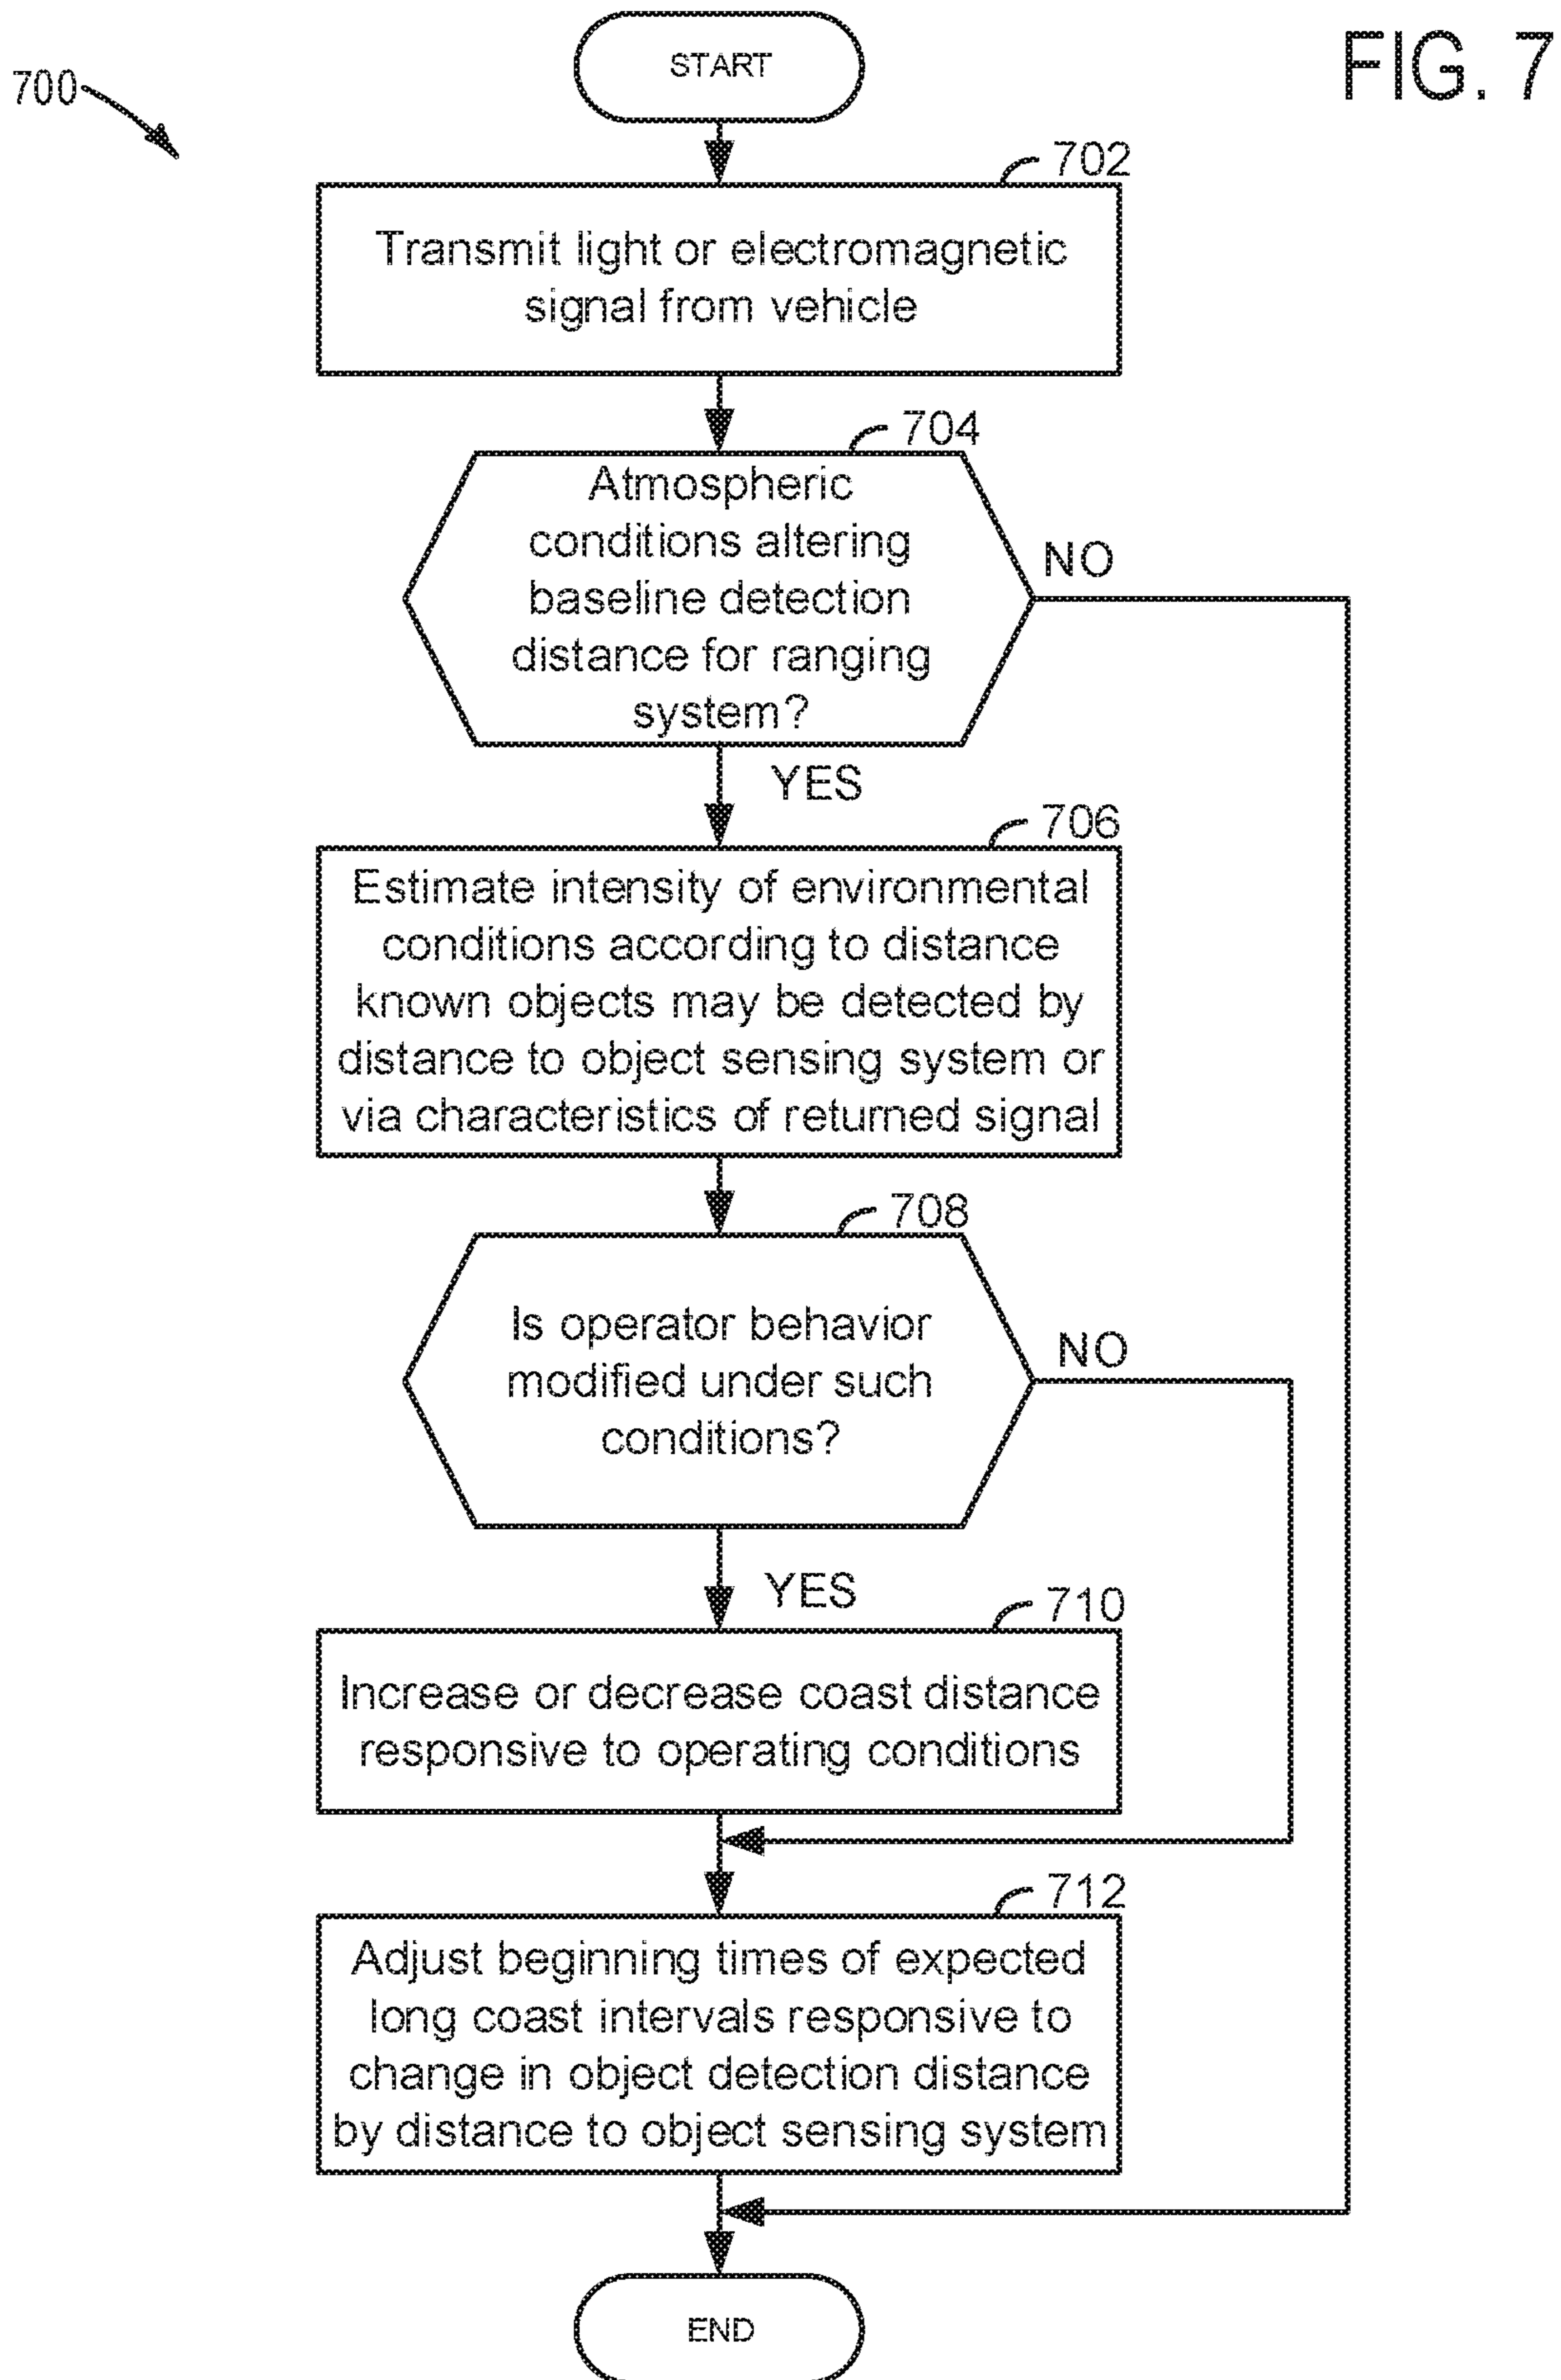 FIG. 7
700
START
702
Transmit light or electromagnetic
signal from vehicle
704
Atmospheric
conditions altering
baseline detection
distance for ranging
system?
NO
YES
706
Estimate intensity of environmental
conditions according to distance
known objects may be detected by
distance to object sensing system or
via characteristics of returned signal
708
Is operator behavior
modified under such
conditions?
NO
YES
710
Increase or decrease coast distance
responsive to operating conditions
712
Adjust beginning times of expected
long coast intervals responsive to
change in object detection distance
by distance to object sensing system
END